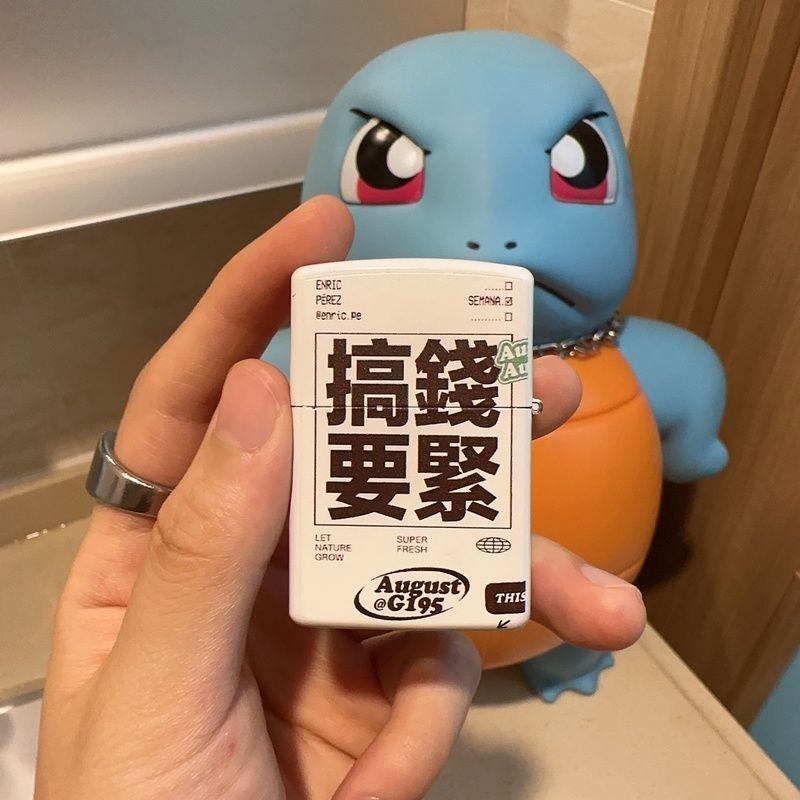 ENRIC
PÉREZ
@enric.pe
SEMANA
搞錢
要緊
LET
NATURE
GROW
SUPER
FRESH
August
@G195
THIS